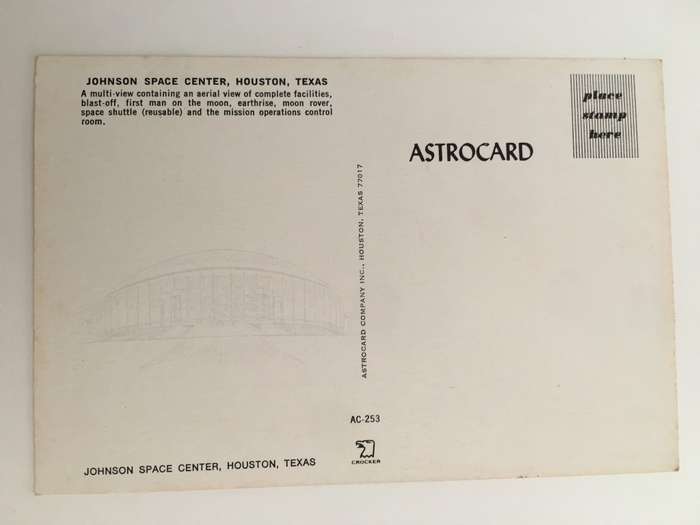 JOHNSON SPACE CENTER, HOUSTON, TEXAS
A multi-view containing an aerial view of complete facilities,
blast-off, first man on the moon, earthrise, moon rover,
space shuttle (reusable) and the mission operations control
room.
place
stamp
here
ASTROCARD
ASTROCARD COMPANY INC., HOUSTON, TEXAS 77017
AC-253
CROCKER
JOHNSON SPACE CENTER, HOUSTON, TEXAS